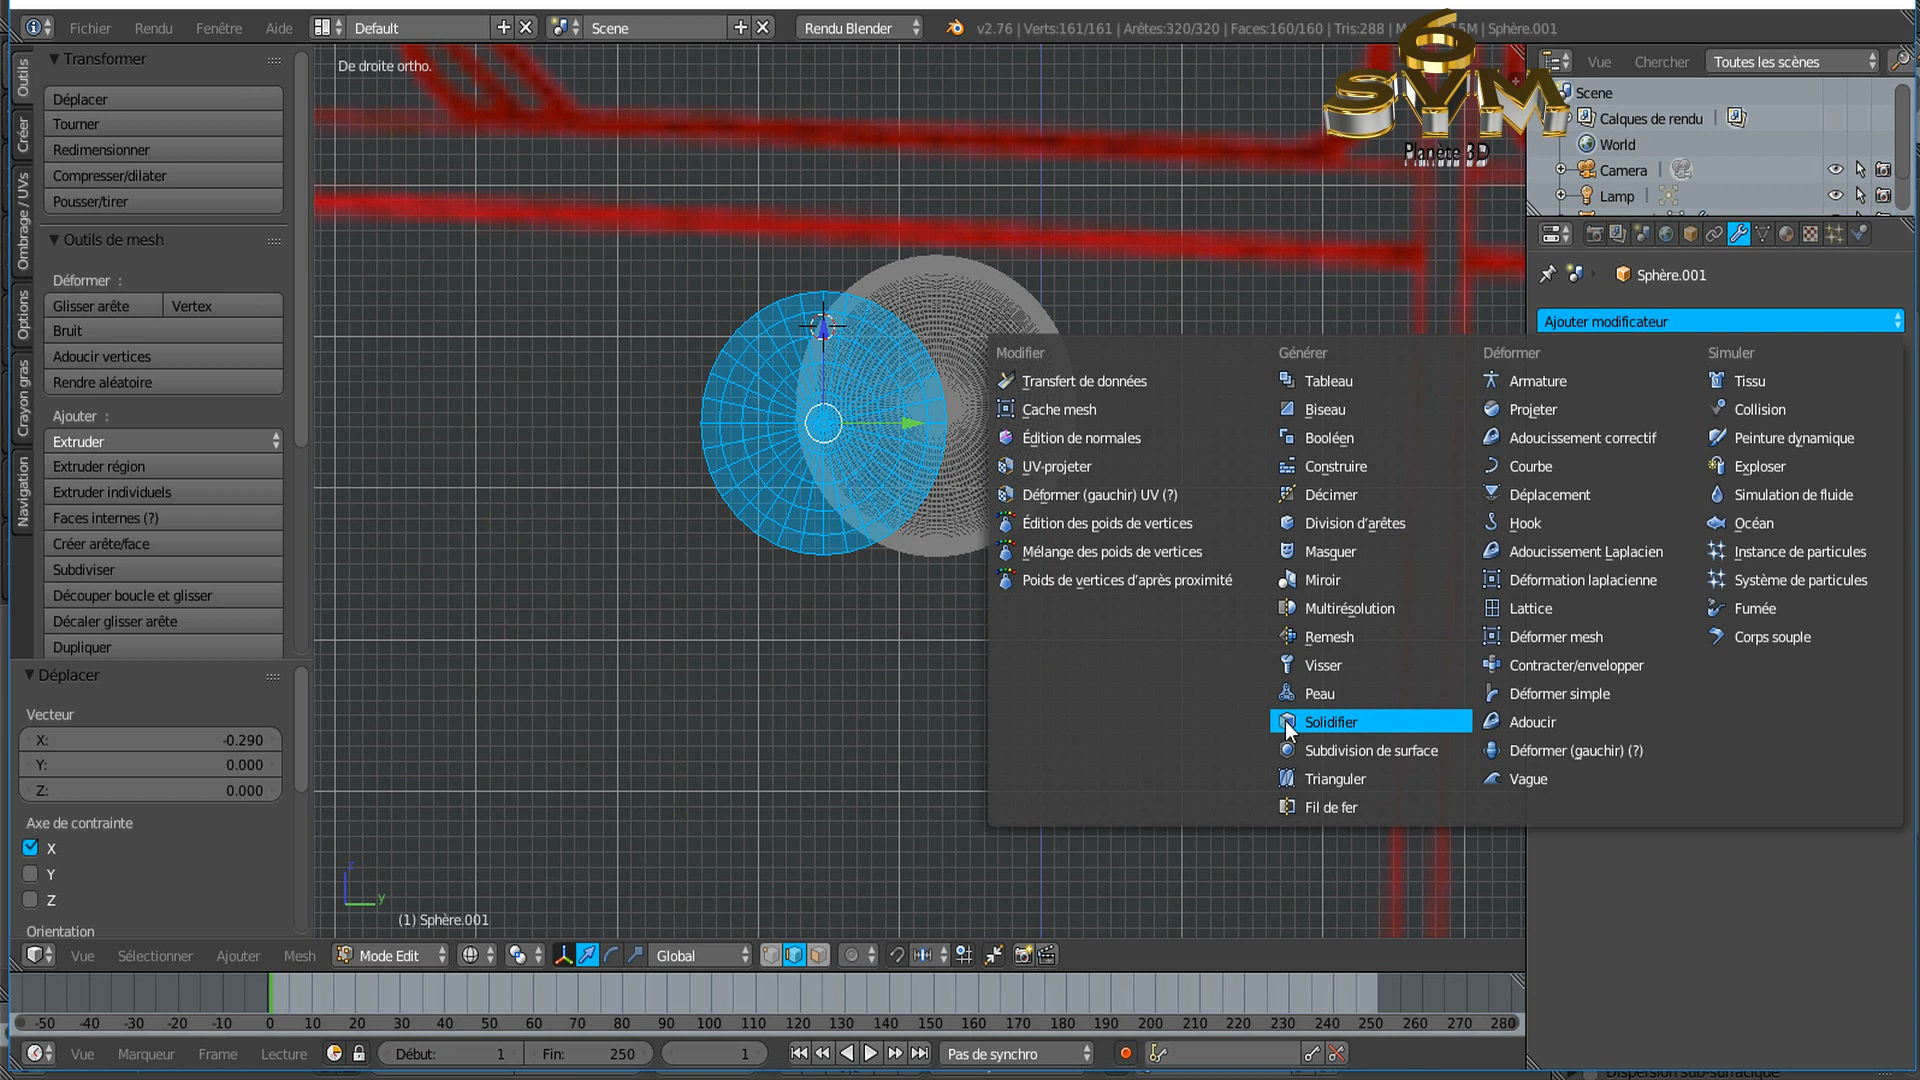 Fichier
Rendu
Fenêtre
Aide
Default
Scene
Rendu Blender
v2.76 | Verts:161/161 | Arêtes:320/320 | Faces:160/160 | Tris:288 |
| Sphère.001
6
SYM
Planète 3D
Outils
Créer
Ombrage / UVs
Options
Crayon gras
Navigation
Transformer
Déplacer
Tourner
Redimensionner
Compresser/dilater
Pousser/tirer
Outils de mesh
Déformer :
Glisser arête
Vertex
Bruit
Adoucir vertices
Rendre aléatoire
Ajouter :
Extruder
Extruder région
Extruder individuels
Faces internes (?)
Créer arête/face
Subdiviser
Découper boucle et glisser
Décaler glisser arête
Dupliquer
Déplacer
Vecteur
X: -0.290
Y: 0.000
Z: 0.000
Axe de contrainte
X
Y
Z
Orientation
De droite ortho.
z
y
(1) Sphère.001
Vue
Chercher
Toutes les scènes
Scene
Calques de rendu
World
Camera
Lamp
Sphère.001
Ajouter modificateur
Modifier
Transfert de données
Cache mesh
Édition de normales
UV-projeter
Déformer (gauchir) UV (?)
Édition des poids de vertices
Mélange des poids de vertices
Poids de vertices d'après proximité
Générer
Tableau
Biseau
Booléen
Construire
Décimer
Division d'arêtes
Masquer
Miroir
Multirésolution
Remesh
Visser
Peau
Solidifier
Subdivision de surface
Trianguler
Fil de fer
Déformer
Armature
Projeter
Adoucissement correctif
Courbe
Déplacement
Hook
Adoucissement Laplacien
Déformation laplacienne
Lattice
Déformer mesh
Contracter/envelopper
Déformer simple
Adoucir
Déformer (gauchir) (?)
Vague
Simuler
Tissu
Collision
Peinture dynamique
Exploser
Simulation de fluide
Océan
Instance de particules
Système de particules
Fumée
Corps souple
Vue
Sélectionner
Ajouter
Mesh
Mode Edit
Global
-50 -40 -30 -20 -10 0 10 20 30 40 50 60 70 80 90 100 110 120 130 140 150 160 170 180 190 200 210 220 230 240 250 260 270 280
Vue
Marqueur
Frame
Lecture
Début: 1
Fin: 250
1
Pas de synchro
Dispersion sub-surfacique